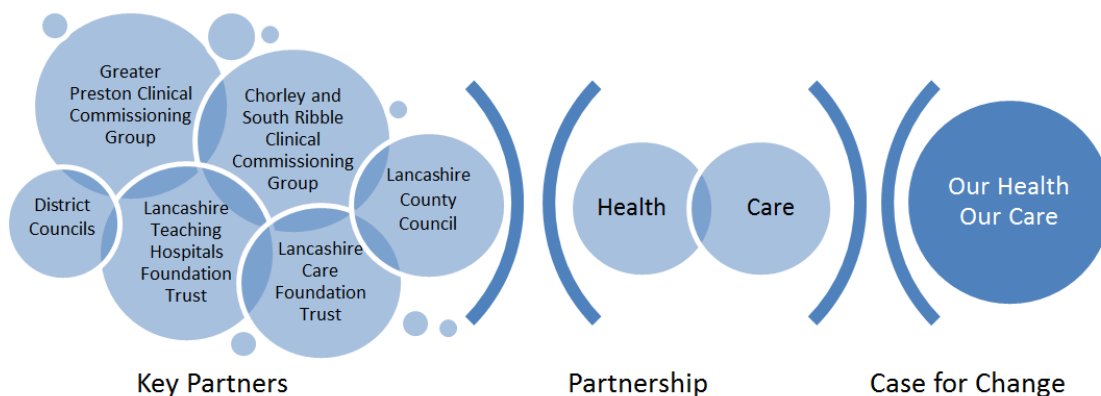 Greater
Preston Clinical
Commissioning
Group
Chorley and
South Ribble
Clinical
Commissioning
Group
Lancashire
County
Council
District
Councils
Lancashire
Teaching
Hospitals
Foundation
Trust
Lancashire
Care
Foundation
Trust
Health
Care
Our Health
Our Care
Key Partners
Partnership
Case for Change